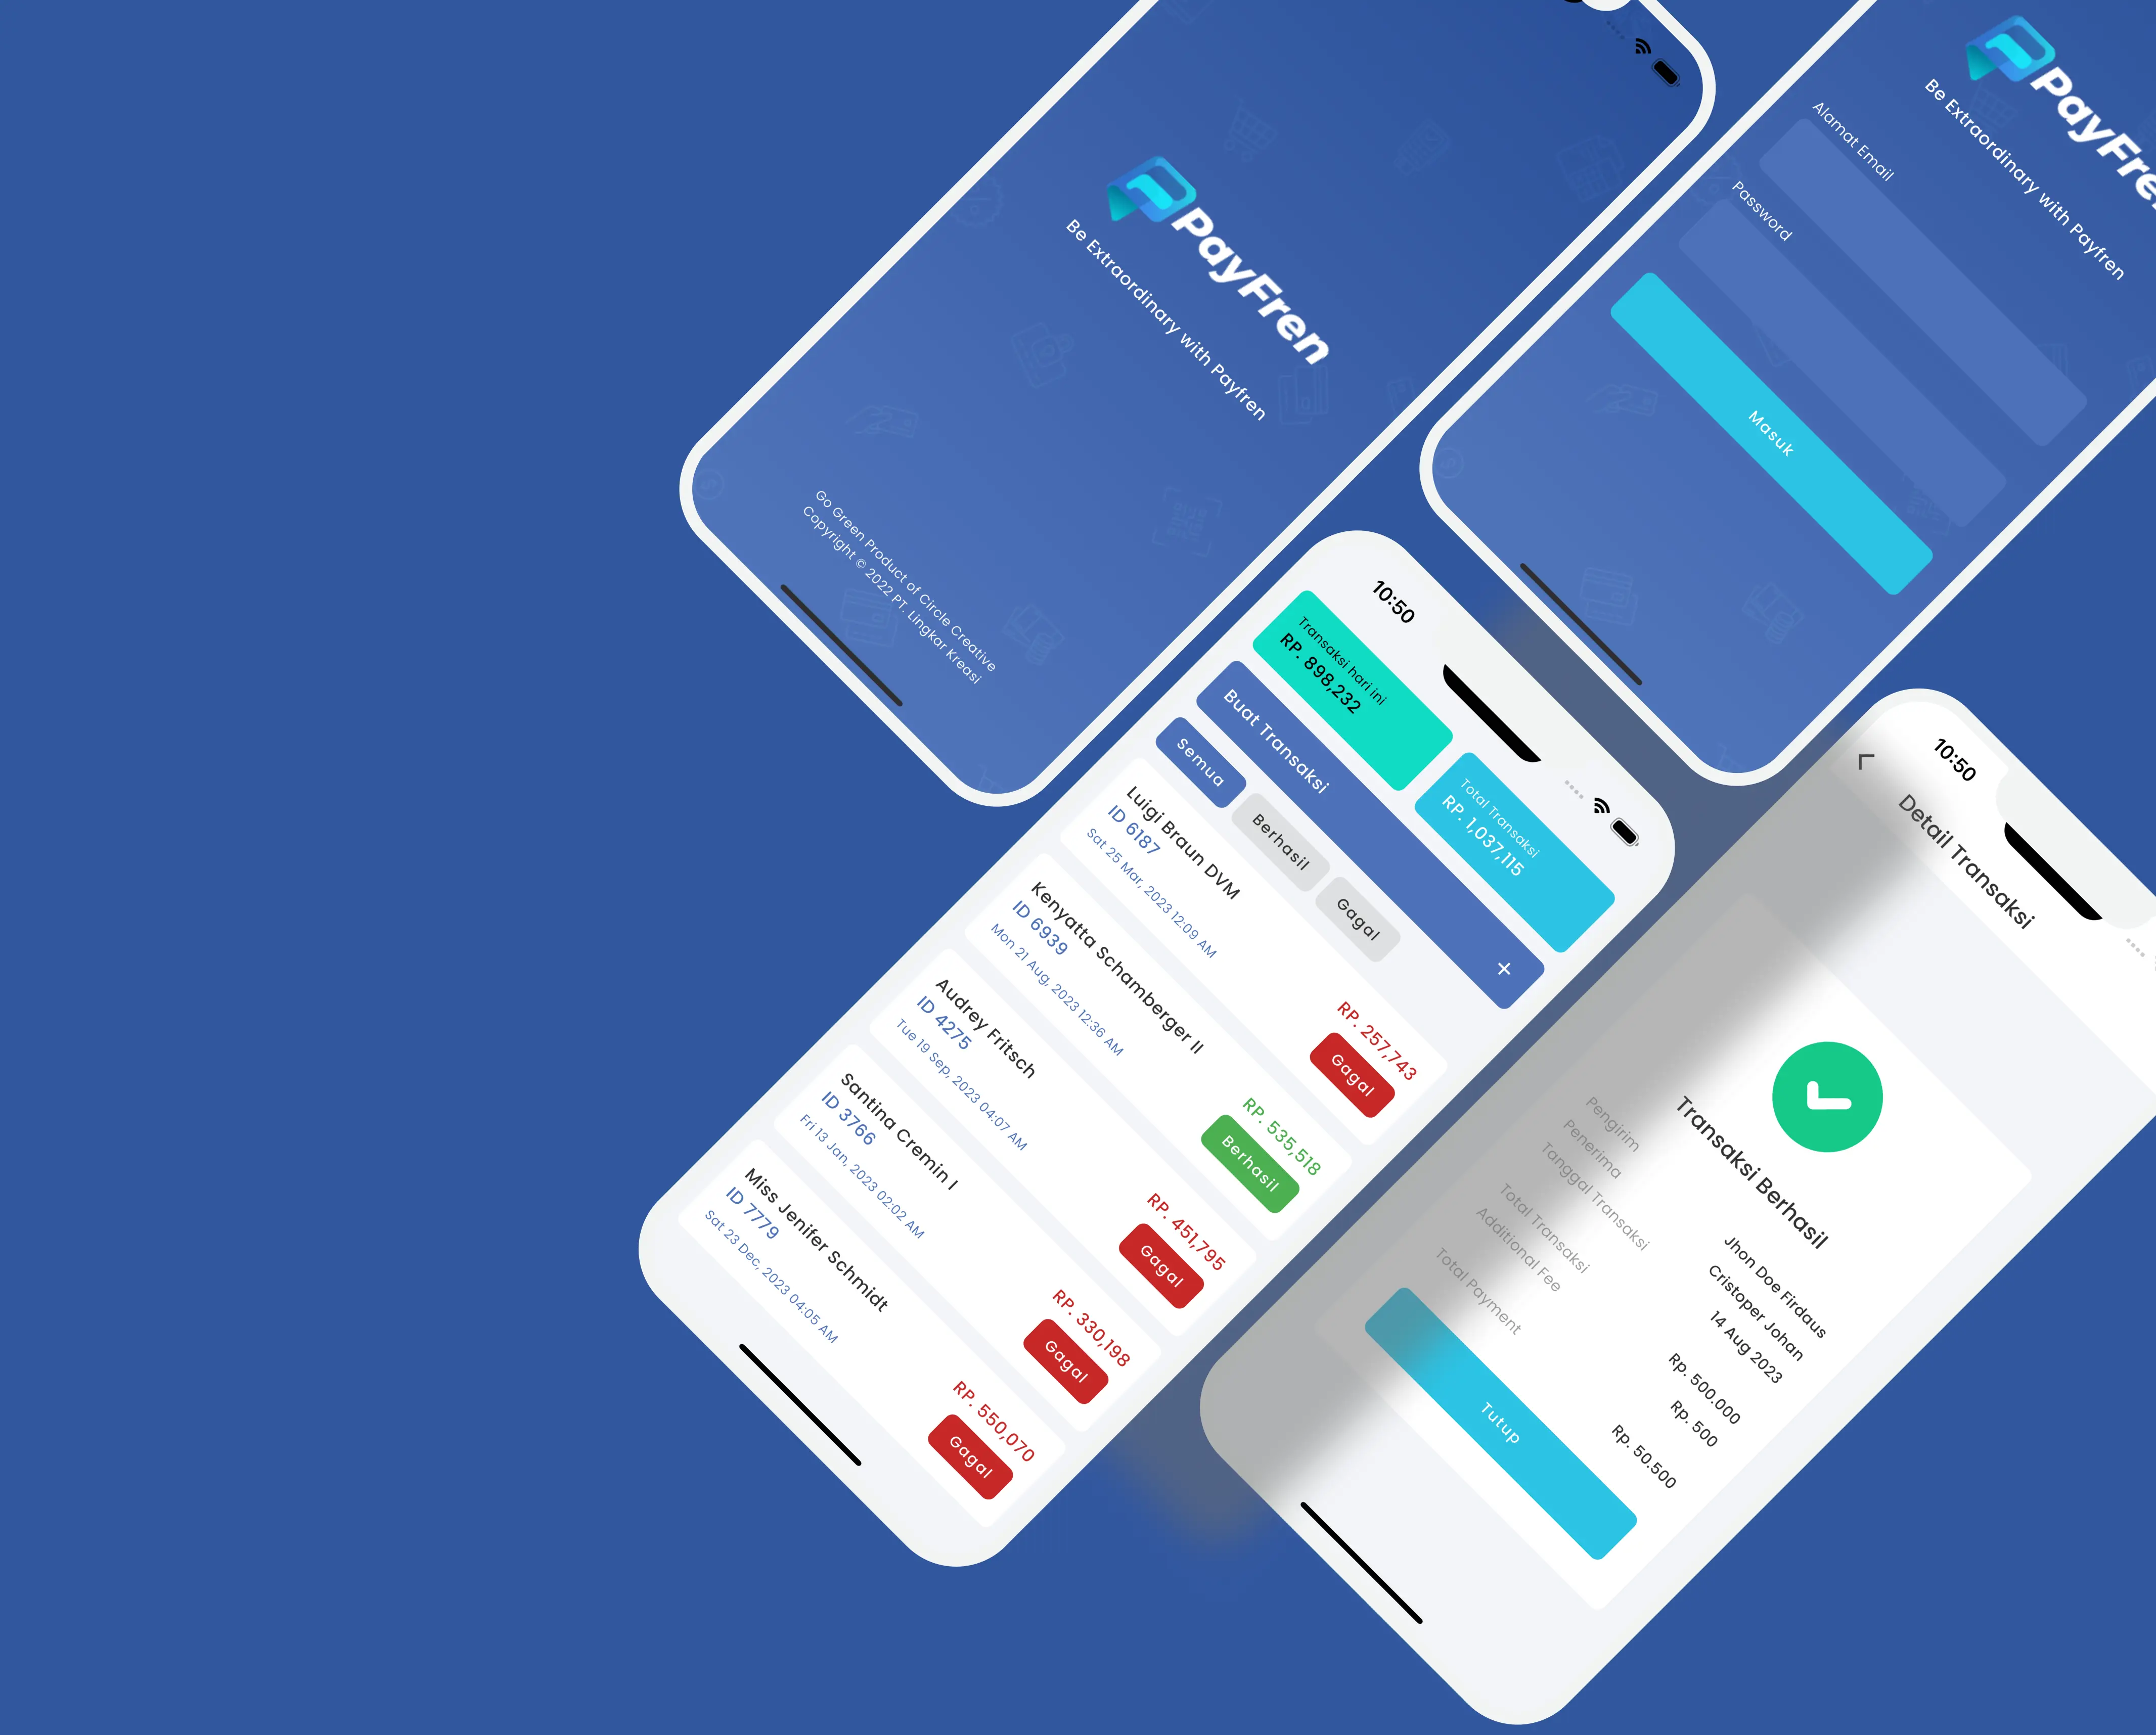 PayFren
Be Extraordinary with Payfren
Go Green Product of Circle Creative
Copyright © 2022 PT. Lingkar Kreasi
PayFre
Be Extraordinary with Payfren
Alamat Email
Password
Masuk
10:50
Transaksi hari ini
RP. 898,232
Total Transaksi
RP. 1,037,115
Buat Transaksi +
Semua Berhasil Gagal
Luigi Braun DVM
ID 6187
Sat 25 Mar, 2023 12:09 AM
RP. 257,743
Gagal
Kenyatta Schamberger II
ID 6939
Mon 21 Aug, 2023 12:36 AM
RP. 535,518
Berhasil
Audrey Fritsch
ID 4275
Tue 19 Sep, 2023 04:07 AM
RP. 451,795
Gagal
Santina Cremin I
ID 3766
Fri 13 Jan, 2023 02:02 AM
RP. 330,198
Gagal
Miss Jenifer Schmidt
ID 7779
Sat 23 Dec, 2023 04:05 AM
RP. 550,070
Gagal
10:50
Detail Transaksi
Transaksi Berhasil
Pengirim Jhon Doe Firdaus
Penerima Cristoper Johan
Tanggal Transaksi 14 Aug 2023
Total Transaksi Rp. 500.000
Additional Fee Rp. 500
Total Payment Rp. 50.500
Tutup